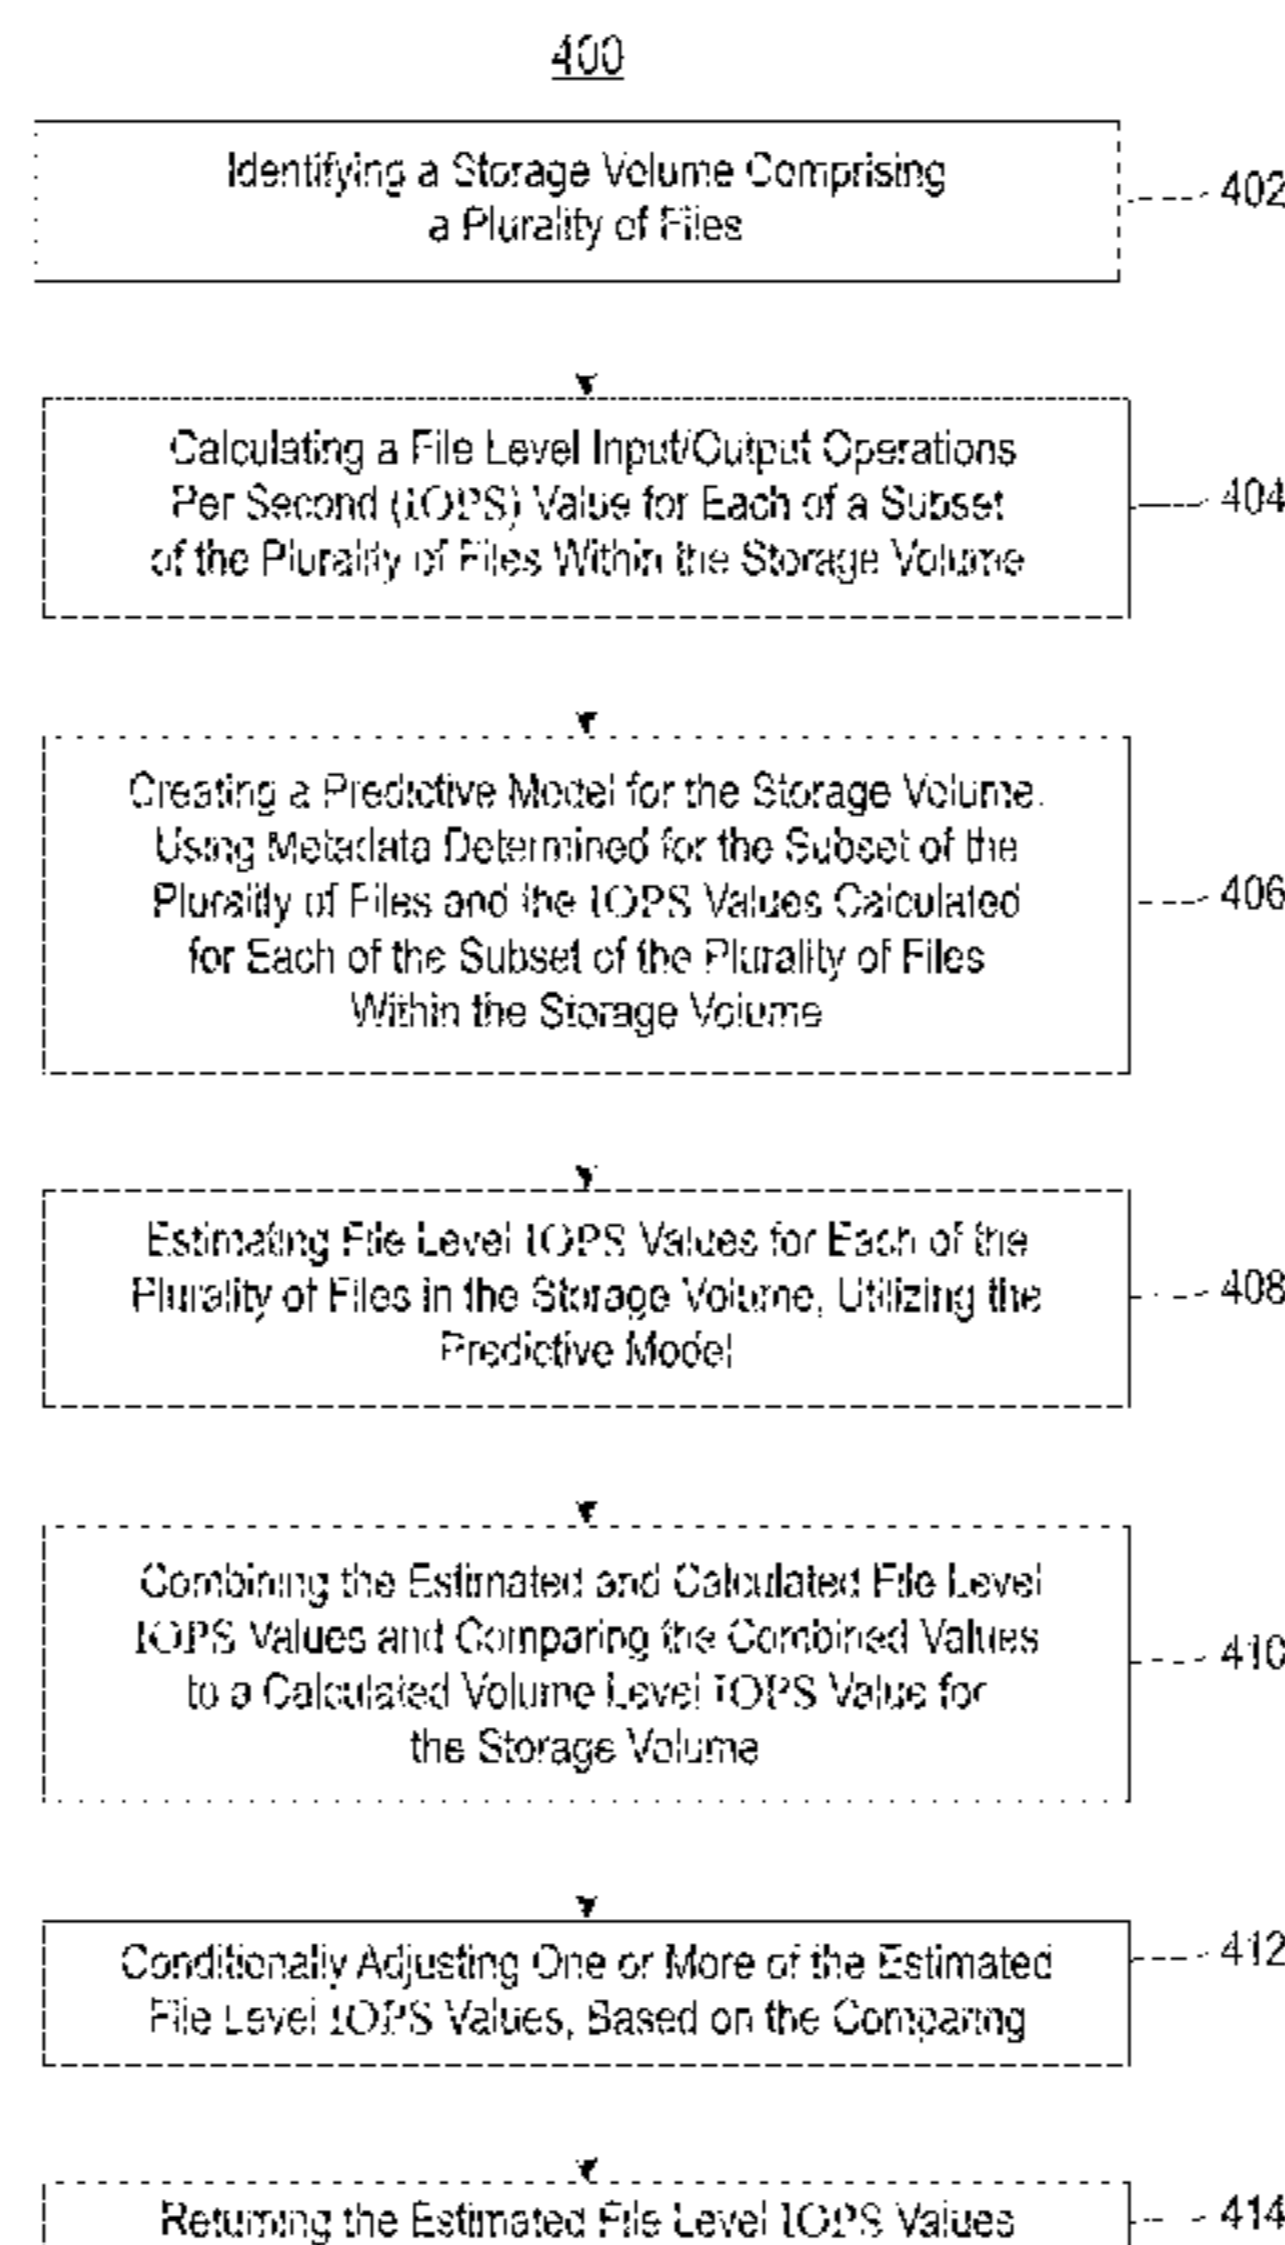 400
Identifying a Storage Volume Comprising
a Plurality of Files
402
Calculating a File Level Input/Output Operations
Per Second (IOPS) Value for Each of a Subset
of the Plurality of Files Within the Storage Volume
404
Creating a Predictive Model for the Storage Volume,
Using Metadata Determined for the Subset of the
Plurality of Files and the IOPS Values Calculated
for Each of the Subset of the Plurality of Files
Within the Storage Volume
406
Estimating File Level IOPS Values for Each of the
Plurality of Files in the Storage Volume, Utilizing the
Predictive Model
408
Combining the Estimated and Calculated File Level
IOPS Values and Comparing the Combined Values
to a Calculated Volume Level IOPS Value for
the Storage Volume
410
Conditionally Adjusting One or More of the Estimated
File Level IOPS Values, Based on the Comparing
412
Returning the Estimated File Level IOPS Values
414